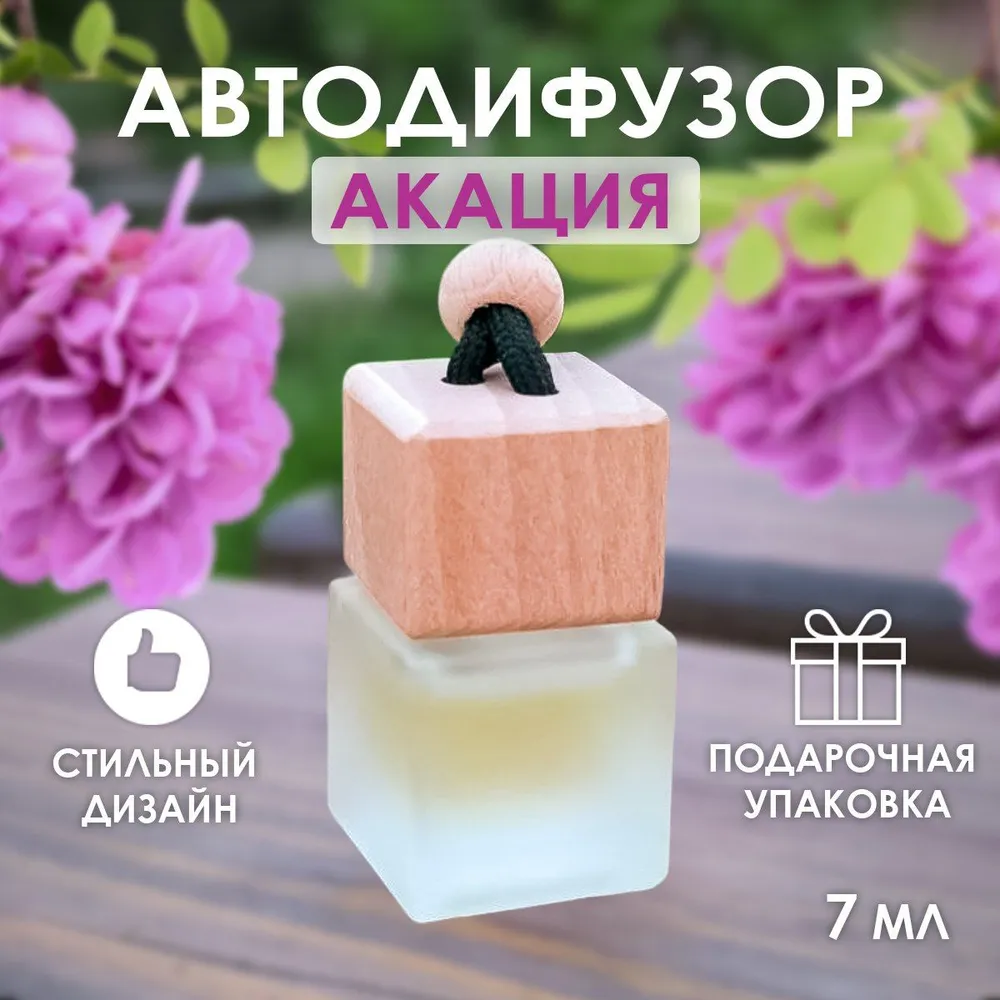 АВТОДИФУЗОР
АКАЦИЯ
СТИЛЬНЫЙ
ДИЗАЙН
ПОДАРОЧНАЯ
УПАКОВКА
7 МЛ